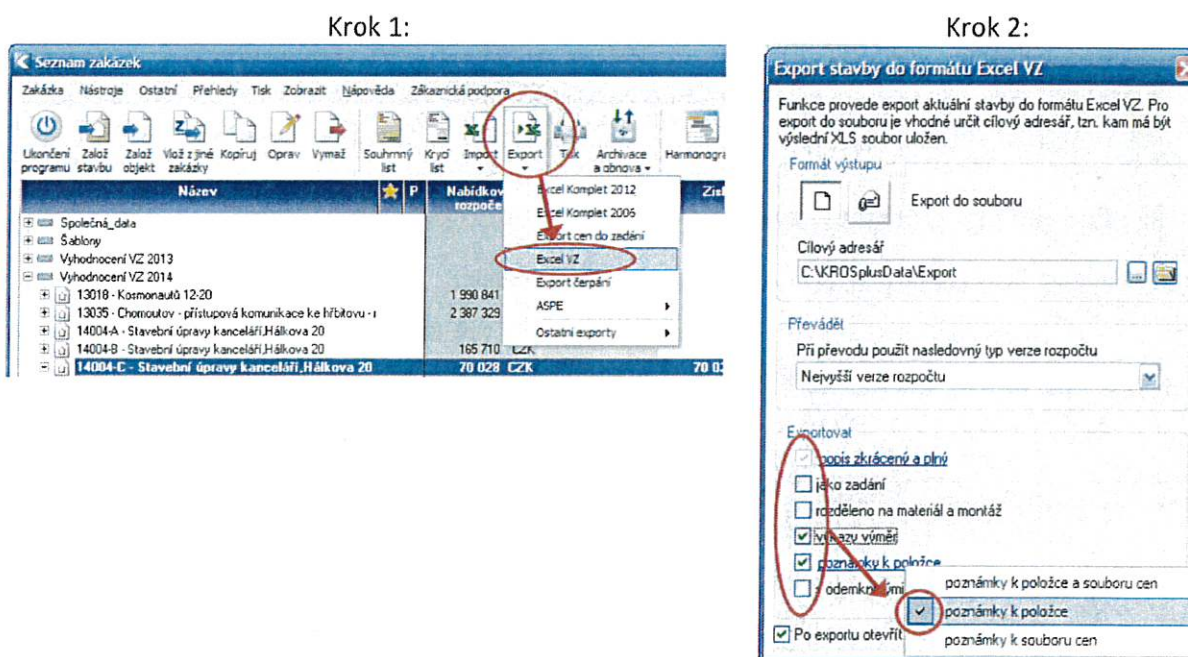 Krok 1:
Seznam zakázek
Zakázka Nástroje Ostatní Přehledy Tisk Zobrazit Nápověda Zákaznická podpora
Ukončení programu
Založ stavbu
Založ objekt
Vlož z jiné zakázky
Kopíruj
Oprav
Vymaž
Souhrnný list
Krycí list
Import
Export
Tisk
Archivace a obnova
Harmonogra
Název P Nabídkov rozpoče Zisk
Excel Komplet 2012
Excel Komplet 2006
Export cen do zadání
Excel VZ
Export čerpání
ASPE
Ostatní exporty
Společná_data
Šablony
Vyhodnocení VZ 2013
Vyhodnocení VZ 2014
13018 - Kosmonautů 12-20 1 990 841
13035 - Chomoutov - přístupová komunikace ke hřbitovu - r 2 387 329
14004-A - Stavební úpravy kanceláří,Hálkova 20
14004-B - Stavební úpravy kanceláří,Hálkova 20 165 710 CZK
14004-C - Stavební úpravy kanceláří,Hálkova 20 70 028 CZK 70 0
Krok 2:
Export stavby do formátu Excel VZ
Funkce provede export aktuální stavby do formátu Excel VZ. Pro
export do souboru je vhodné určit cílový adresář, tzn. kam má být
výslední XLS soubor uložen.
Formát výstupu
Export do souboru
Cílový adresář
C:\KROSplusData\Export
...
Převádět
Při převodu použít nasledovný typ verze rozpočtu
Nejvyšší verze rozpočtu
Exportovat
popis zkrácený a plný
jako zadání
rozděleno na materiál a montáž
výkazu výměr
poznámky k položce
s odemknutými
poznámky k položce a souboru cen
poznámky k položce
poznámky k souboru cen
Po exportu otevřít